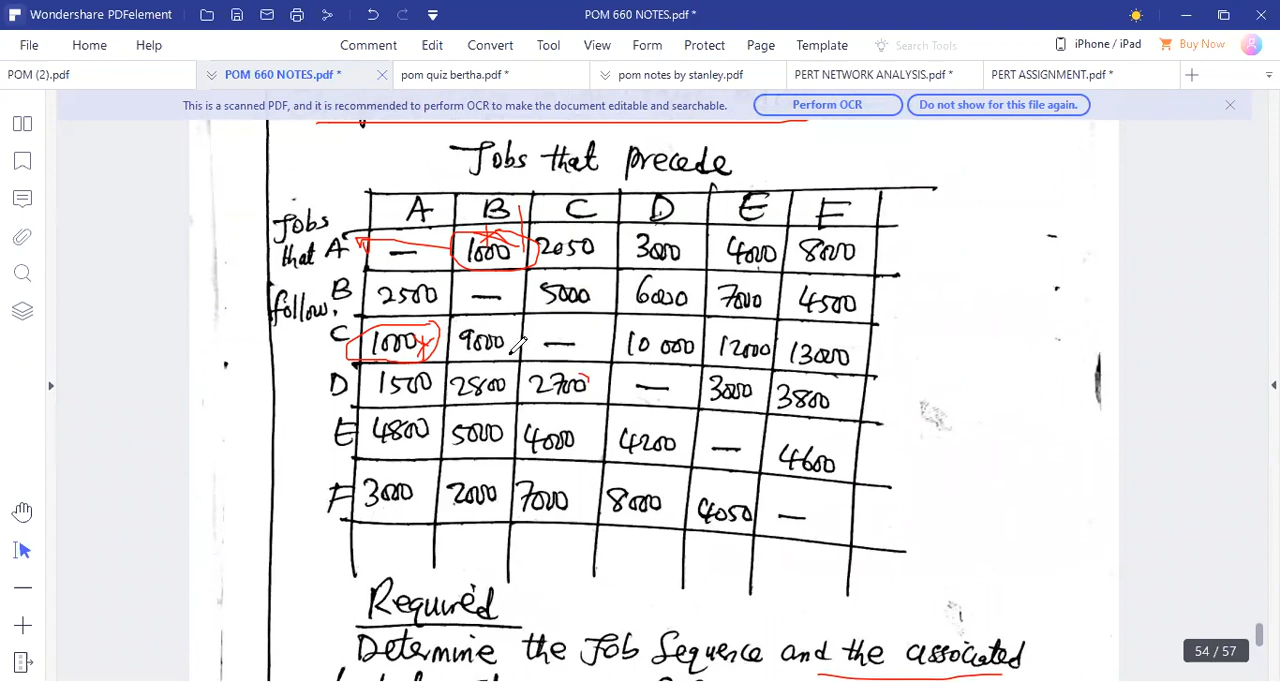 Wondershare PDFelement
POM 660 NOTES.pdf *
File Home Help Comment Edit Convert Tool View Form Protect Page Template Search Tools iPhone / iPad Buy Now
POM (2).pdf POM 660 NOTES.pdf * pom quiz bertha.pdf * pom notes by stanley.pdf PERT NETWORK ANALYSIS.pdf * PERT ASSIGNMENT.pdf *
This is a scanned PDF, and it is recommended to perform OCR to make the document editable and searchable. Perform OCR Do not show for this file again.
Jobs that precede
A B C D E F
Jobs that follow.
A — 1000 2050 3000 4000 8000
B 2500 — 5000 6000 7000 4500
C 1000 9000 — 10 000 12000 13000
D 1500 2800 2700 — 3000 3800
E 4800 5000 4000 4200 — 4600
F 3000 2000 7000 8000 4050 —
Required
Determine the Job Sequence and the associated
54 / 57